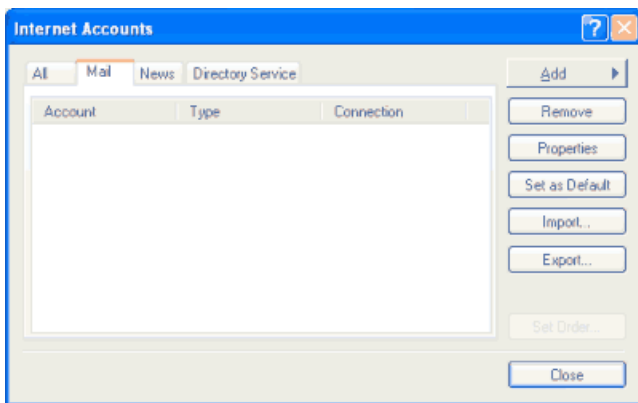 Internet Accounts
All Mail News Directory Service
Add
Account Type Connection
Remove
Properties
Set as Default
Import...
Export...
Set Order...
Close